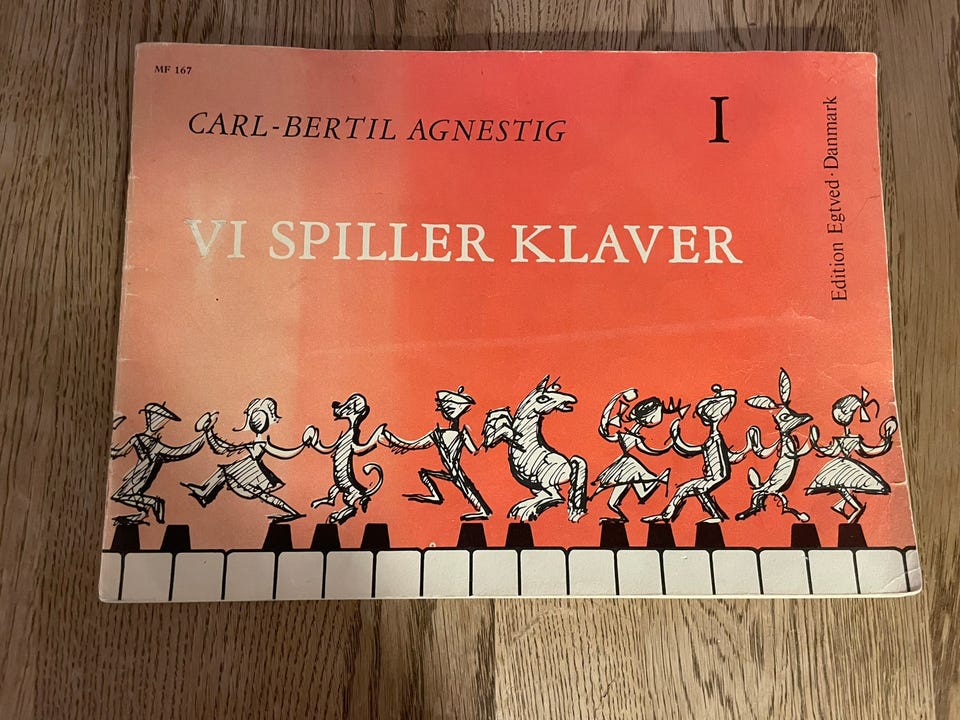 MF 167
CARL-BERTIL AGNESTIG
I
VI SPILLER KLAVER
Edition Egtved · Danmark